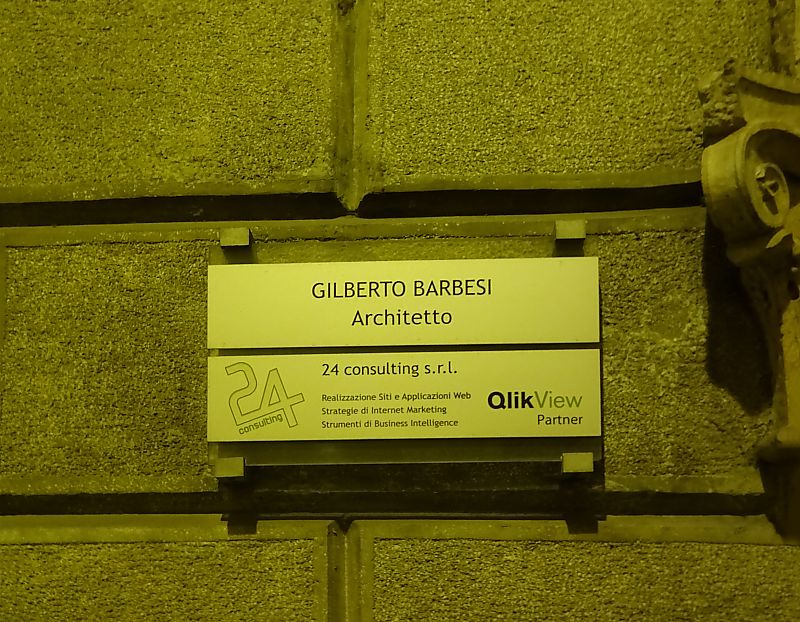 GILBERTO BARBESI
Architetto
24 consulting
24 consulting s.r.l.
Realizzazione Siti e Applicazioni Web
Strategie di Internet Marketing
Strumenti di Business Intelligence
QlikView
Partner